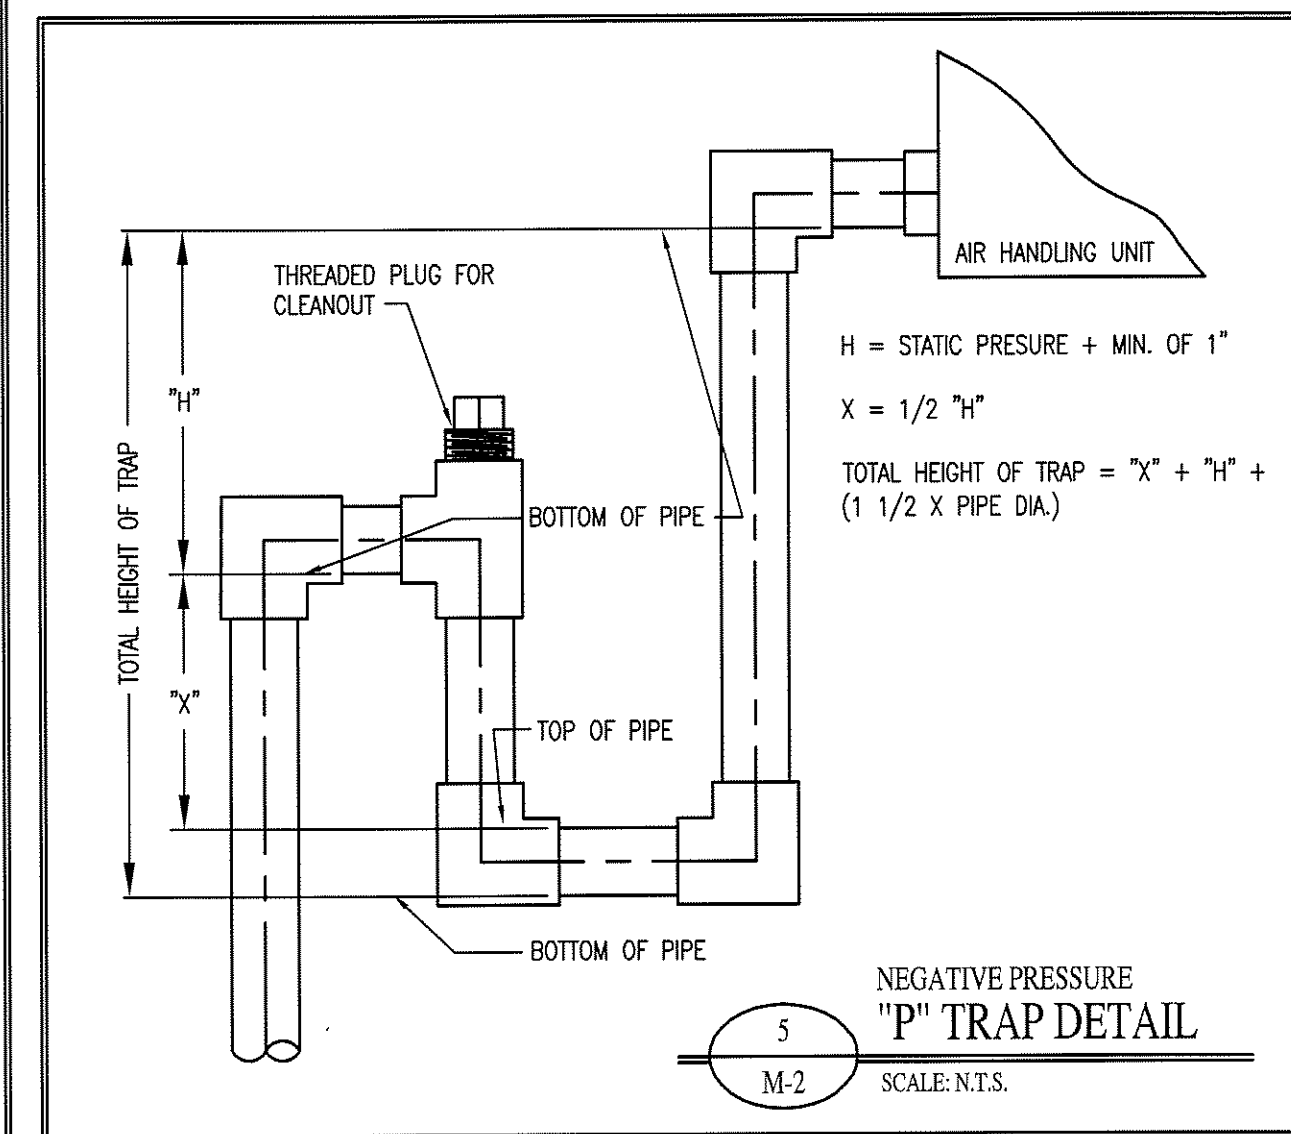 AIR HANDLING UNIT
THREADED PLUG FOR
CLEANOUT
H = STATIC PRESURE + MIN. OF 1"
X = 1/2 "H"
TOTAL HEIGHT OF TRAP = "X" + "H" +
(1 1/2 X PIPE DIA.)
"H"
TOTAL HEIGHT OF TRAP
BOTTOM OF PIPE
"X"
TOP OF PIPE
BOTTOM OF PIPE
NEGATIVE PRESSURE
"P" TRAP DETAIL
5
M-2
SCALE: N.T.S.